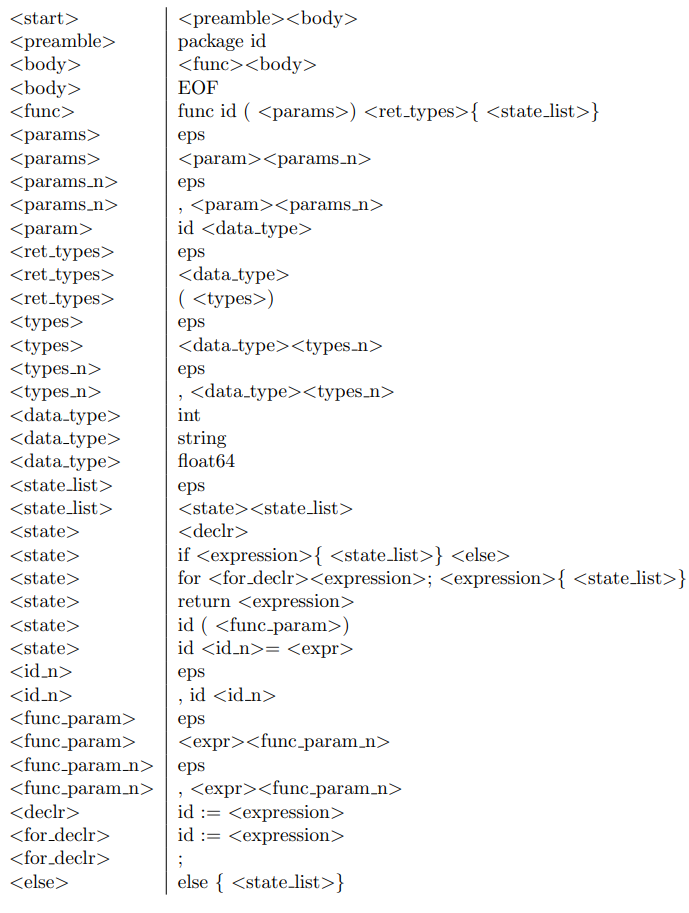 <start> <preamble><body>
<preamble> package id
<body> <func><body>
<body> EOF
<func> func id ( <params>) <ret_types>{ <state_list>}
<params> eps
<params> <param><params_n>
<params_n> eps
<params_n> , <param><params_n>
<param> id <data_type>
<ret_types> eps
<ret_types> <data_type>
<ret_types> ( <types>)
<types> eps
<types> <data_type><types_n>
<types_n> eps
<types_n> , <data_type><types_n>
<data_type> int
<data_type> string
<data_type> float64
<state_list> eps
<state_list> <state><state_list>
<state> <declr>
<state> if <expression>{ <state_list>} <else>
<state> for <for_declr><expression>; <expression>{ <state_list>}
<state> return <expression>
<state> id ( <func_param>)
<state> id <id_n>= <expr>
<id_n> eps
<id_n> , id <id_n>
<func_param> eps
<func_param> <expr><func_param_n>
<func_param_n> eps
<func_param_n> , <expr><func_param_n>
<declr> id := <expression>
<for_declr> id := <expression>
<for_declr> ;
<else> else { <state_list>}